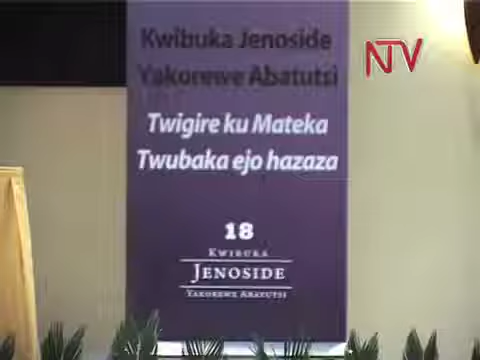 Kwibuka Jenoside
Yakorewe Abatutsi
NTV
Twigire ku Mateka
Twubaka ejo hazaza
18
KWIBUKA
JENOSIDE
YAKOREWE ABATUTSI